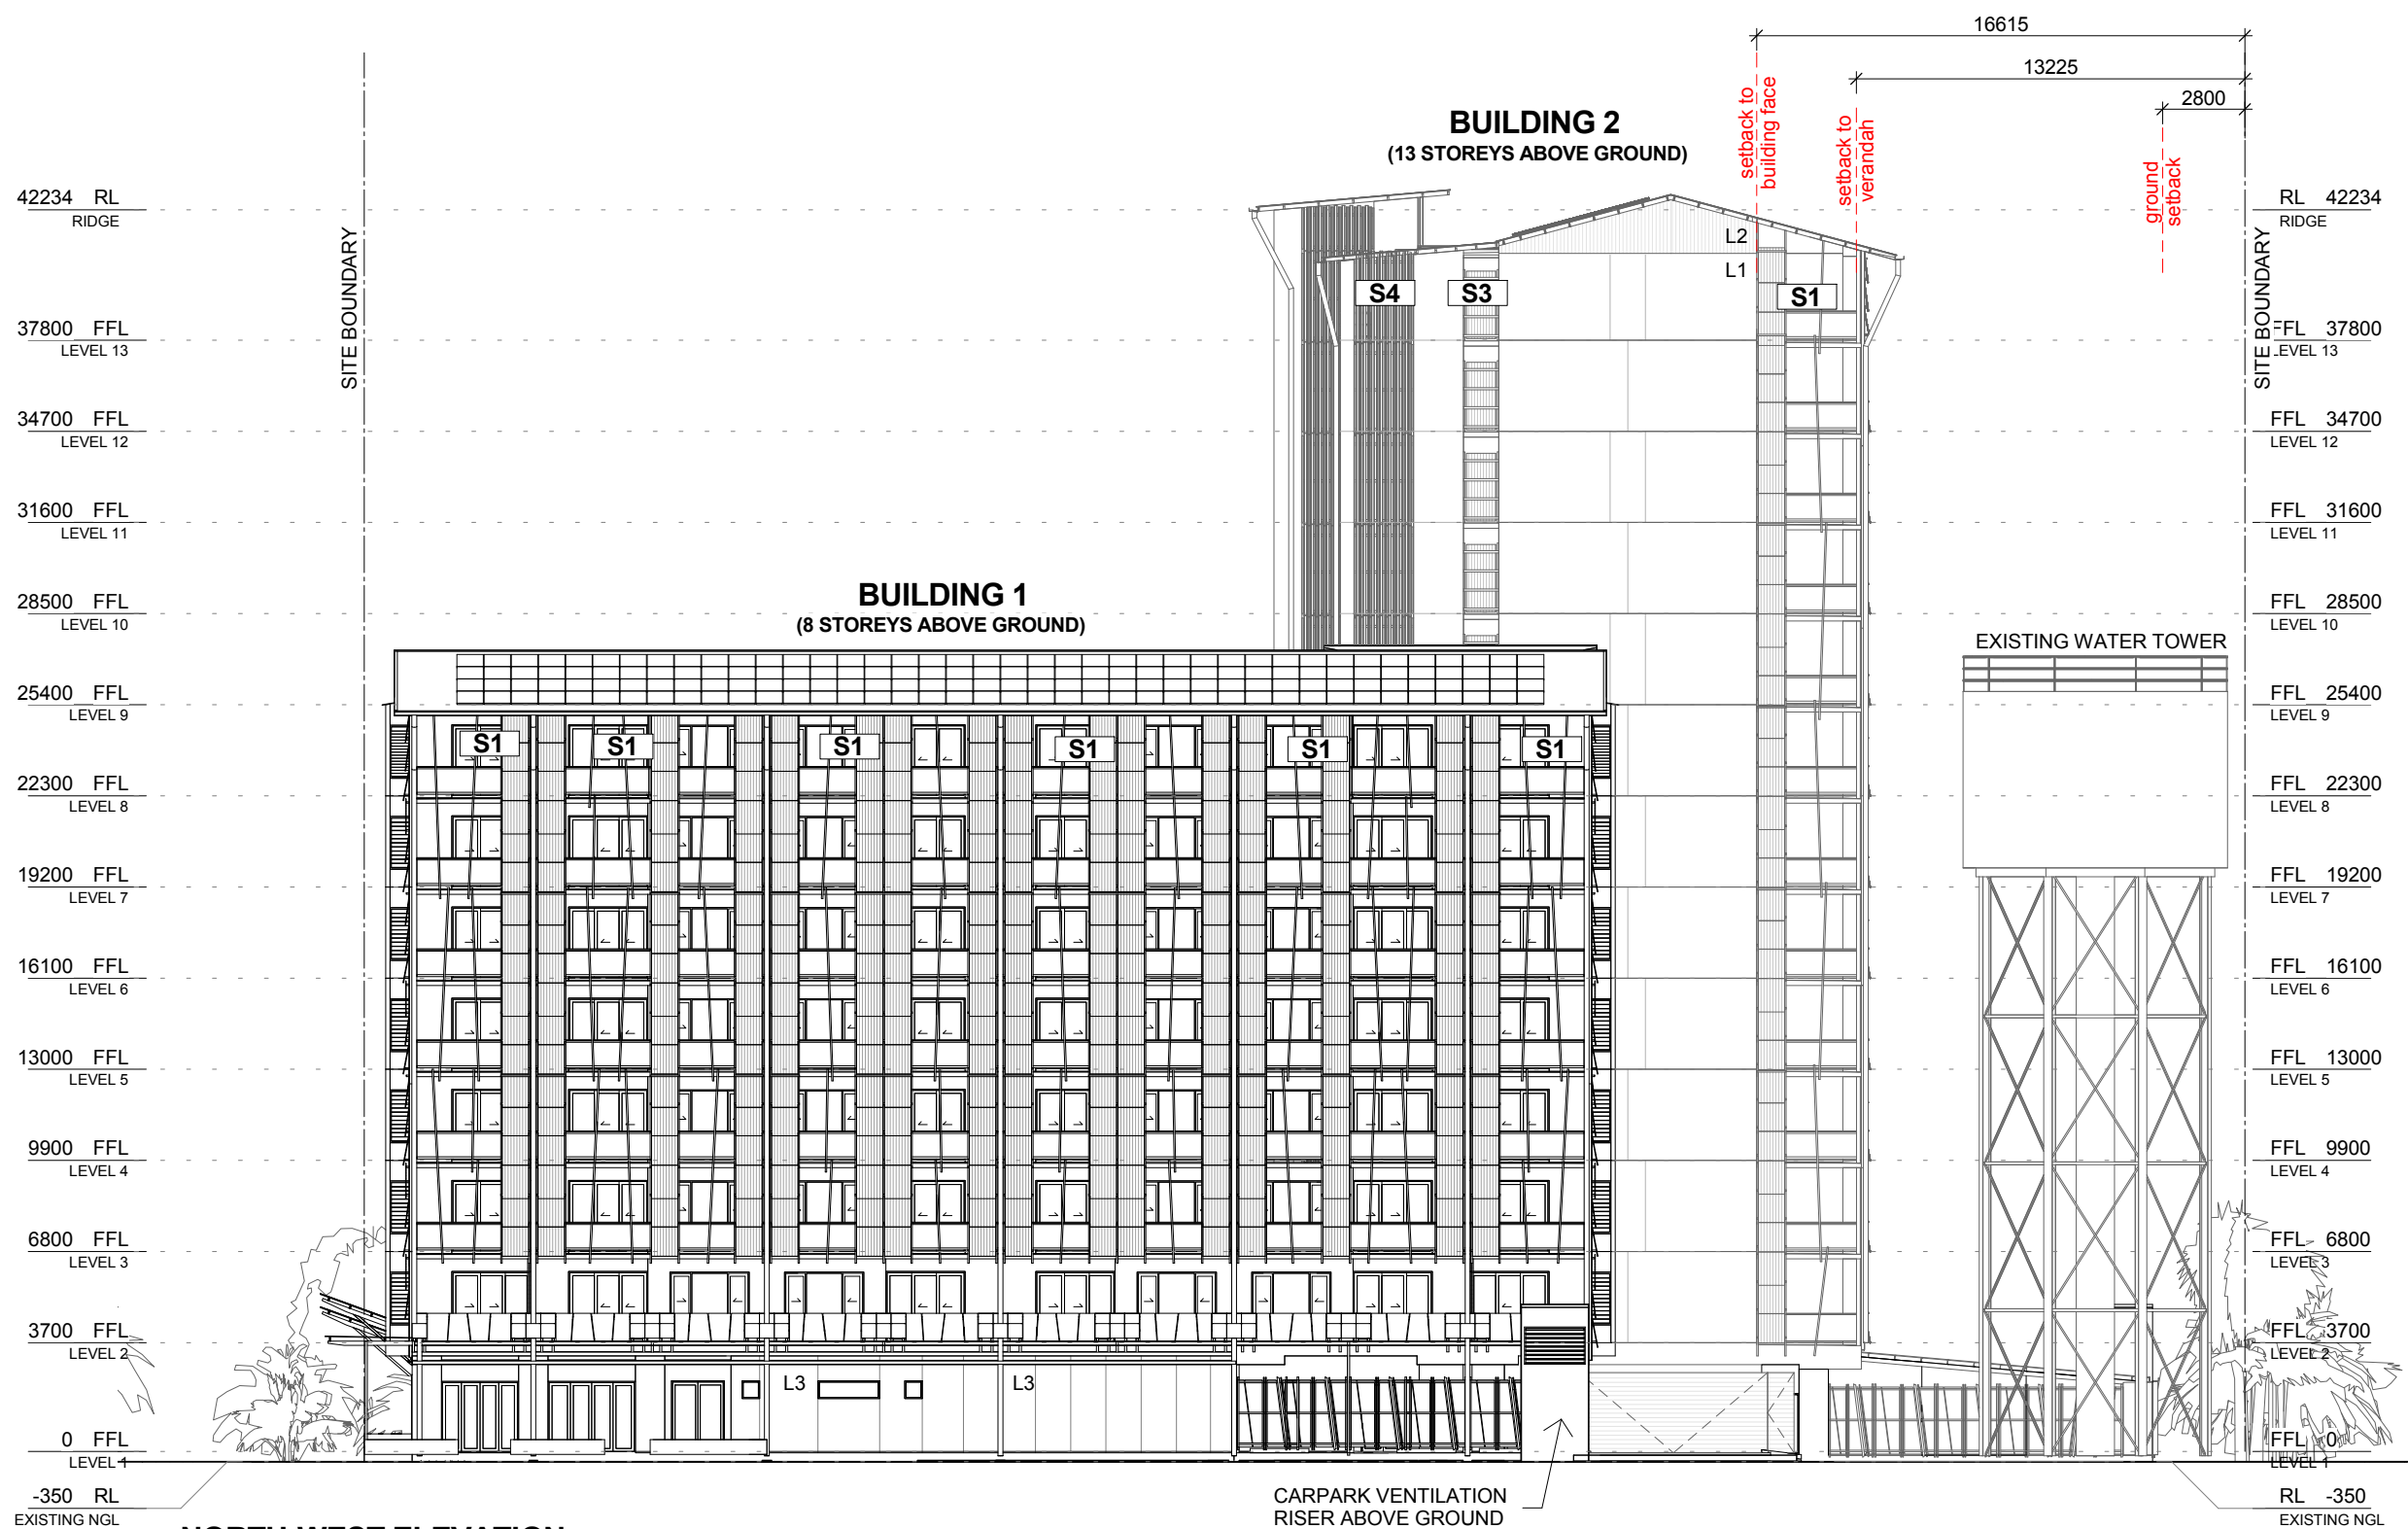 16615
13225
2800
setback to
building face
setback to
verandah
ground
setback
BUILDING 2
(13 STOREYS ABOVE GROUND)
42234 RL
RIDGE
RL 42234
RIDGE
SITE BOUNDARY
SITE BOUNDARY
L2
L1
S4
S3
S1
37800 FFL
LEVEL 13
FFL 37800
LEVEL 13
34700 FFL
LEVEL 12
FFL 34700
LEVEL 12
31600 FFL
LEVEL 11
FFL 31600
LEVEL 11
BUILDING 1
(8 STOREYS ABOVE GROUND)
28500 FFL
LEVEL 10
FFL 28500
LEVEL 10
EXISTING WATER TOWER
25400 FFL
LEVEL 9
FFL 25400
LEVEL 9
S1
S1
S1
S1
S1
S1
22300 FFL
LEVEL 8
FFL 22300
LEVEL 8
19200 FFL
LEVEL 7
FFL 19200
LEVEL 7
16100 FFL
LEVEL 6
FFL 16100
LEVEL 6
13000 FFL
LEVEL 5
FFL 13000
LEVEL 5
9900 FFL
LEVEL 4
FFL 9900
LEVEL 4
6800 FFL
LEVEL 3
FFL 6800
LEVEL 3
3700 FFL
LEVEL 2
FFL 3700
LEVEL 2
L3
L3
0 FFL
LEVEL 1
FFL 0
LEVEL 1
-350 RL
EXISTING NGL
CARPARK VENTILATION
RISER ABOVE GROUND
RL -350
EXISTING NGL
NORTH WEST ELEVATION